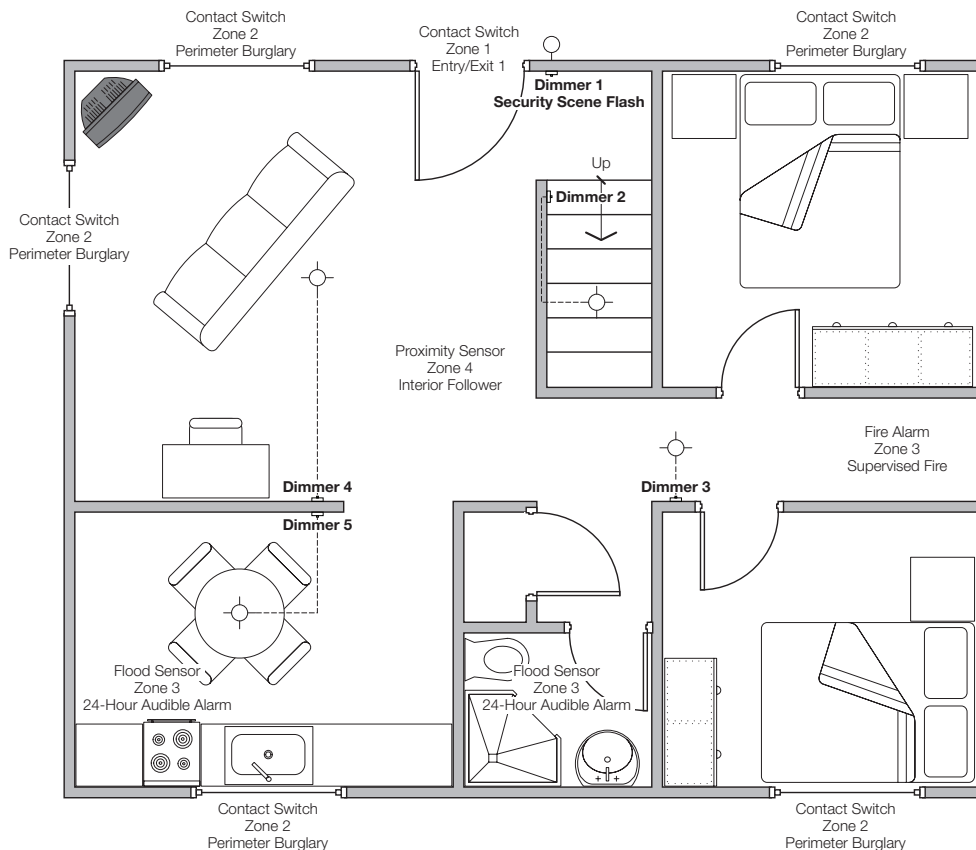 Contact Switch
Zone 2
Perimeter Burglary
Contact Switch
Zone 1
Entry/Exit 1
Contact Switch
Zone 2
Perimeter Burglary
Dimmer 1
Security Scene Flash
Up
Dimmer 2
Contact Switch
Zone 2
Perimeter Burglary
Proximity Sensor
Zone 4
Interior Follower
Fire Alarm
Zone 3
Supervised Fire
Dimmer 4
Dimmer 3
Dimmer 5
Flood Sensor
Zone 3
24-Hour Audible Alarm
Flood Sensor
Zone 3
24-Hour Audible Alarm
Contact Switch
Zone 2
Perimeter Burglary
Contact Switch
Zone 2
Perimeter Burglary